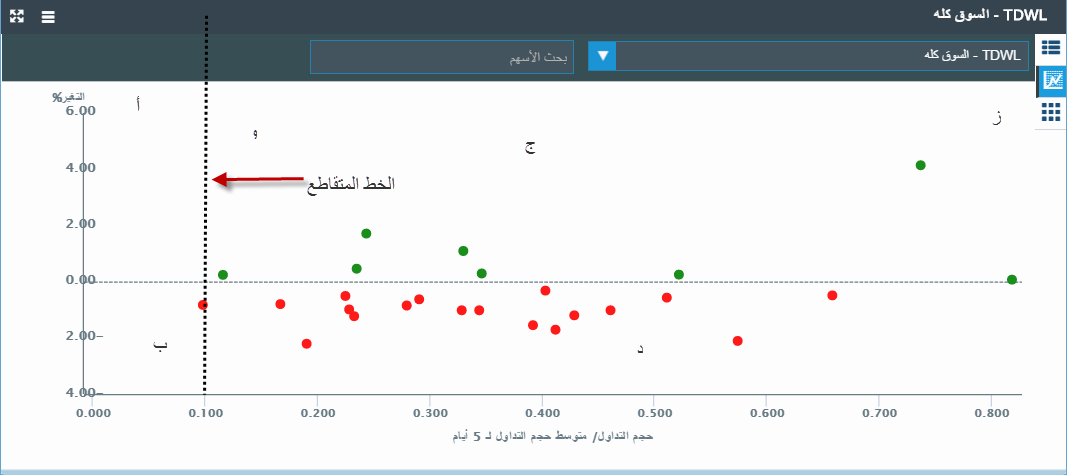 TDWL - السوق كله
TDWL - السوق كله
بحث الأسهم
التغير%
أ
6.00
و
ز
ج
4.00
الخط المتقاطع
2.00
0.00
2.00–
ب
د
4.00–
0.000 0.100 0.200 0.300 0.400 0.500 0.600 0.700 0.800
حجم التداول/ متوسط حجم التداول لـ 5 أيام